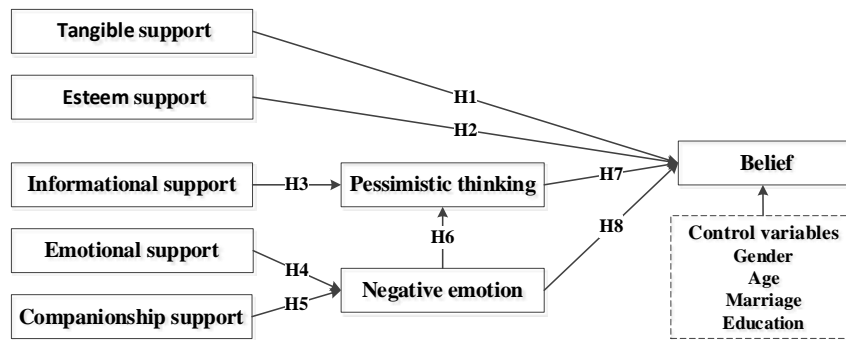 Tangible support
H1
Esteem support
H2
Belief
Informational support
H3
Pessimistic thinking
H7
H6
H8
Emotional support
H4
Negative emotion
Companionship support
H5
Control variables
Gender
Age
Marriage
Education